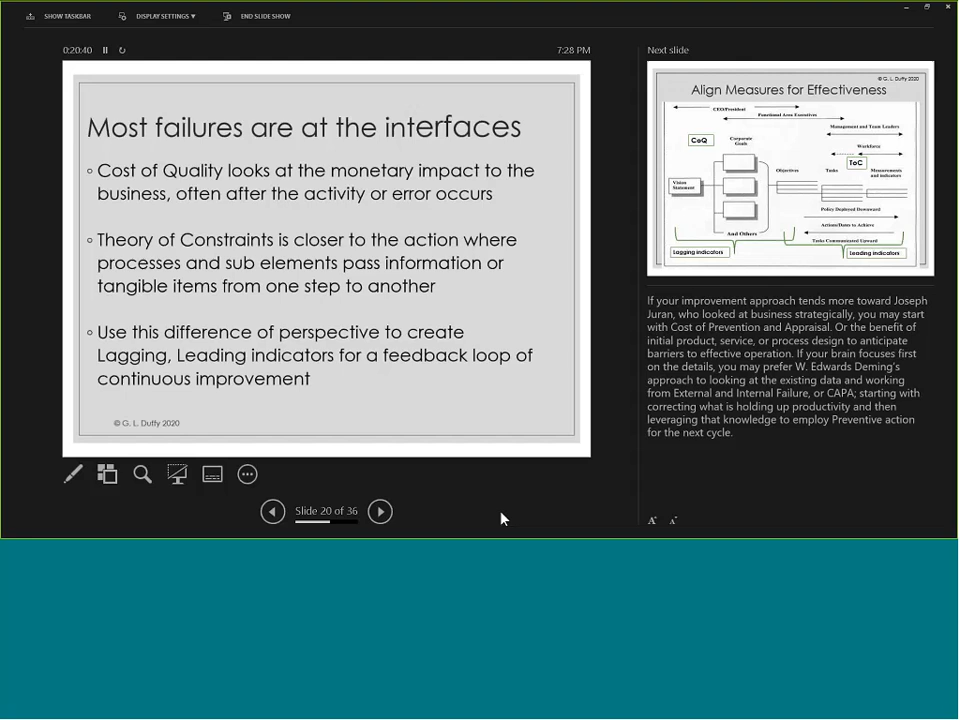 SHOW TASKBAR DISPLAY SETTINGS ▾ END SLIDE SHOW
0:20:40
7:28 PM
Most failures are at the interfaces
Cost of Quality looks at the monetary impact to the
business, often after the activity or error occurs
Theory of Constraints is closer to the action where
processes and sub elements pass information or
tangible items from one step to another
Use this difference of perspective to create
Lagging, Leading indicators for a feedback loop of
continuous improvement
© G. L. Duffy 2020
Slide 20 of 36
Next slide
© G. L. Duffy 2020
Align Measures for Effectiveness
CEO/President
Functional Area Executives
Management and Team Leaders
Workforce
CoQ
Corporate
Goals
ToC
Objectives
Tasks
Measurements
and indicators
Vision
Statement
Policy Deployed Downward
Actions/Dates to Achieve
And Others
Tasks Communicated Upward
Lagging indicators
Leading indicators
If your improvement approach tends more toward Joseph
Juran, who looked at business strategically, you may start
with Cost of Prevention and Appraisal. Or the benefit of
initial product, service, or process design to anticipate
barriers to effective operation. If your brain focuses first
on the details, you may prefer W. Edwards Deming's
approach to looking at the existing data and working
from External and Internal Failure, or CAPA; starting with
correcting what is holding up productivity and then
leveraging that knowledge to employ Preventive action
for the next cycle.
A A